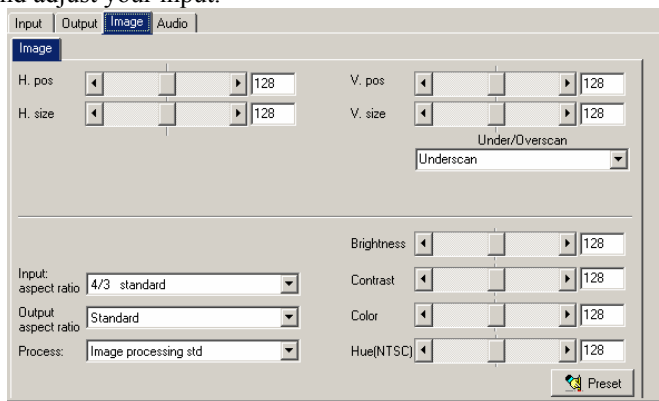 nd adjust your input.
Input Output Image Audio
Image
H. pos 128 V. pos 128
H. size 128 V. size 128
Under/Overscan
Underscan
Brightness 128
Input:
aspect ratio 4/3 standard Contrast 128
Output
aspect ratio Standard Color 128
Process: Image processing std Hue(NTSC) 128
Preset